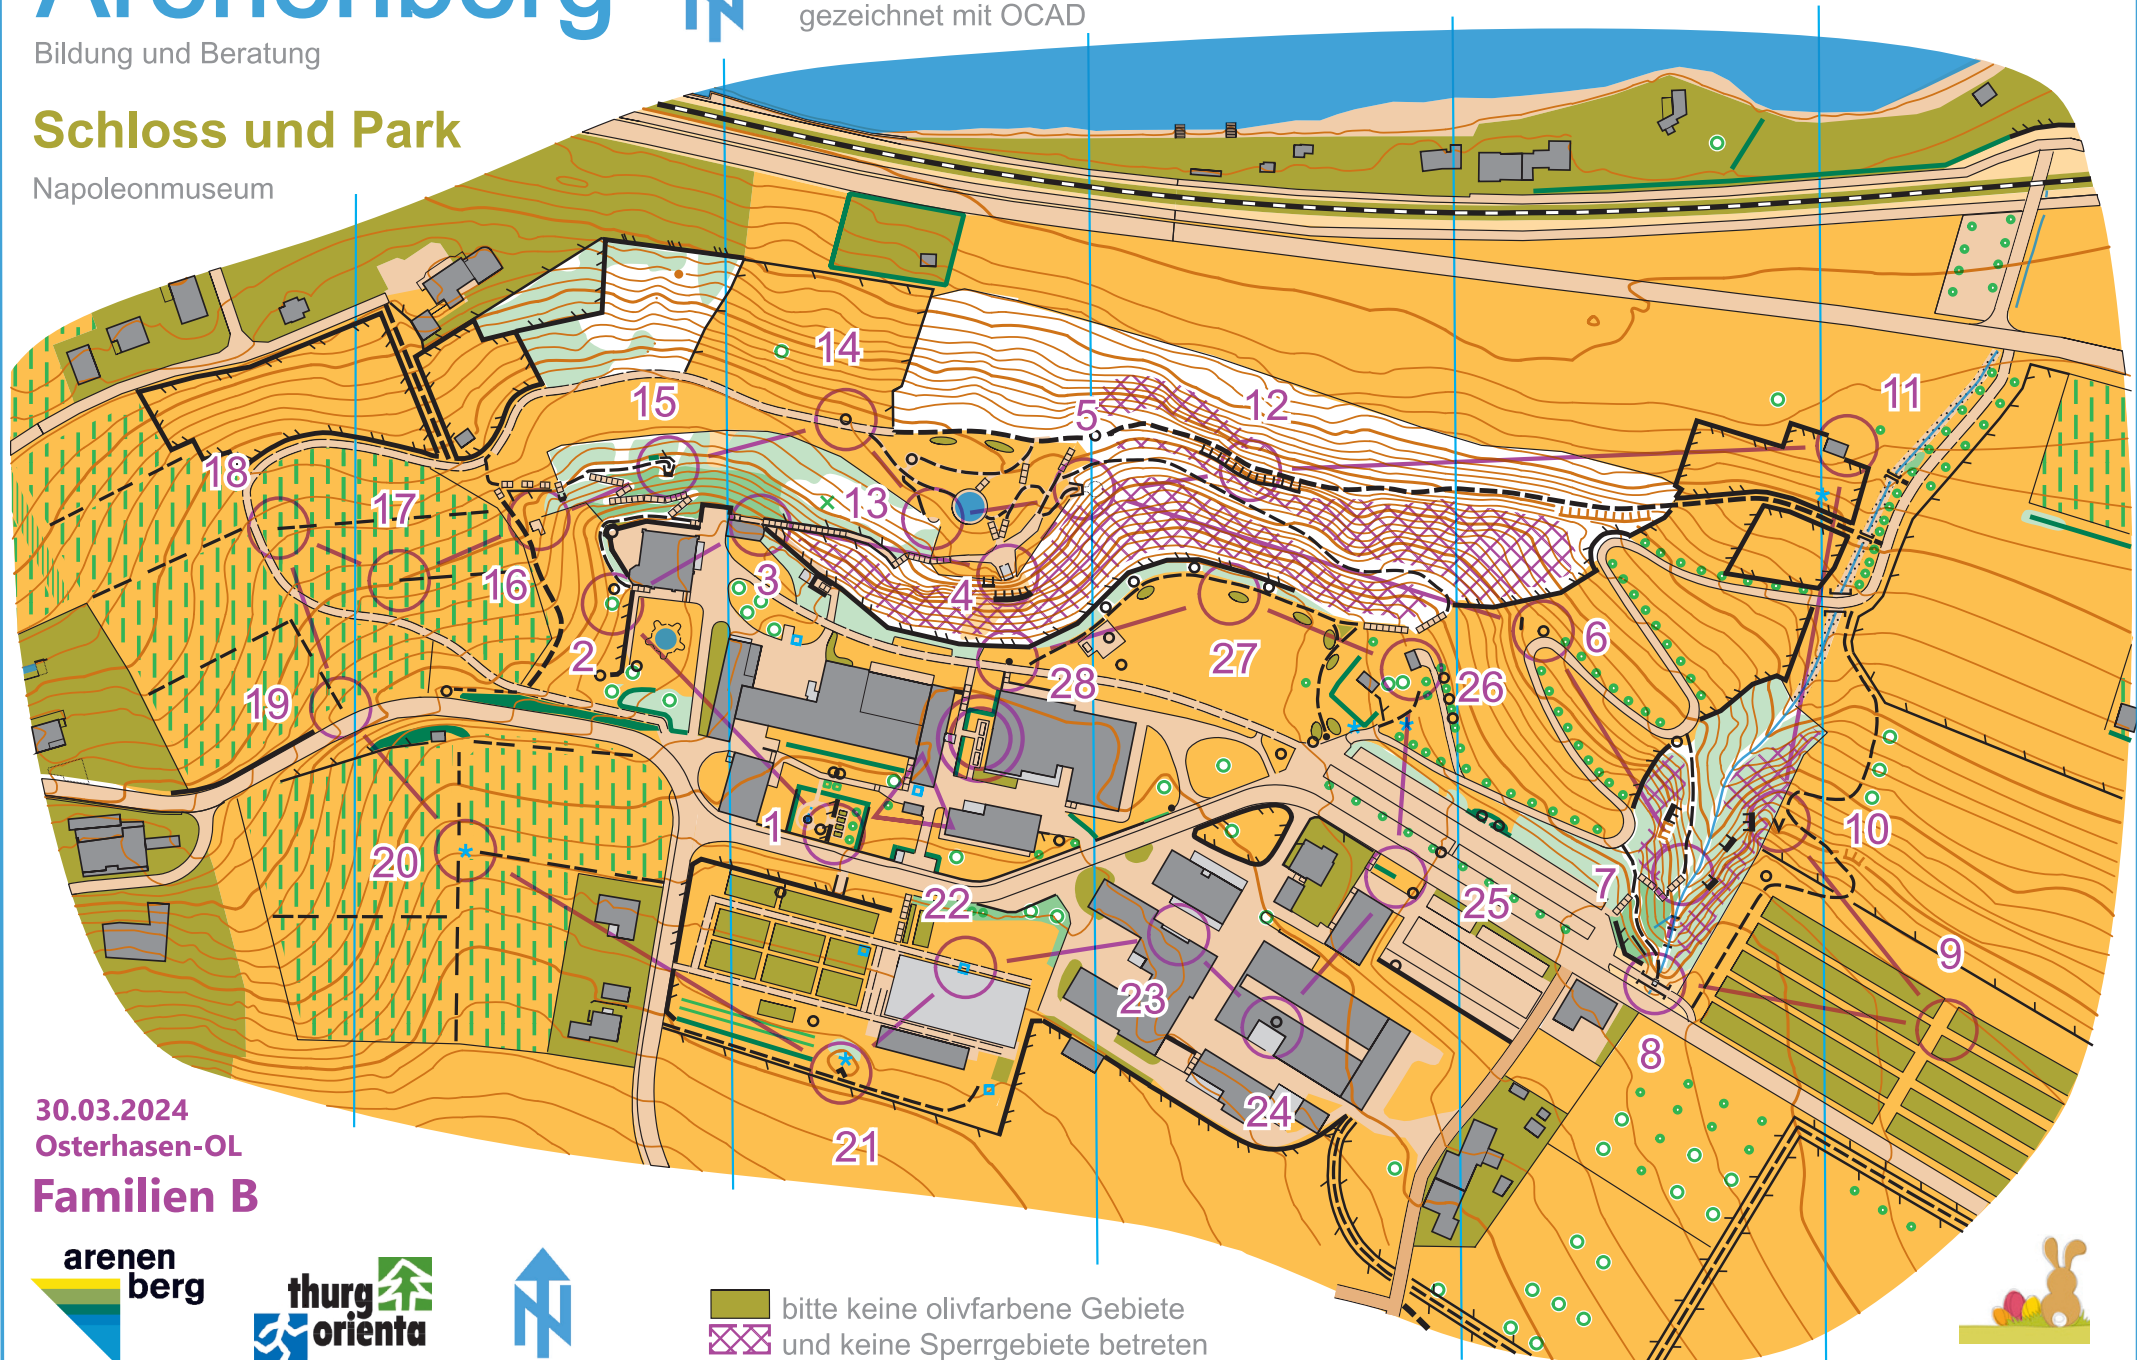 Arenenberg
gezeichnet mit OCAD
Bildung und Beratung
Schloss und Park
Napoleonmuseum
14
15
5
12
11
18
17
13
16
3
4
6
2
27
28
26
19
1
10
20
22
7
25
9
23
8
24
21
30.03.2024
Osterhasen-OL
Familien B
arenen
berg
thurg
orienta
bitte keine olivfarbene Gebiete
und keine Sperrgebiete betreten